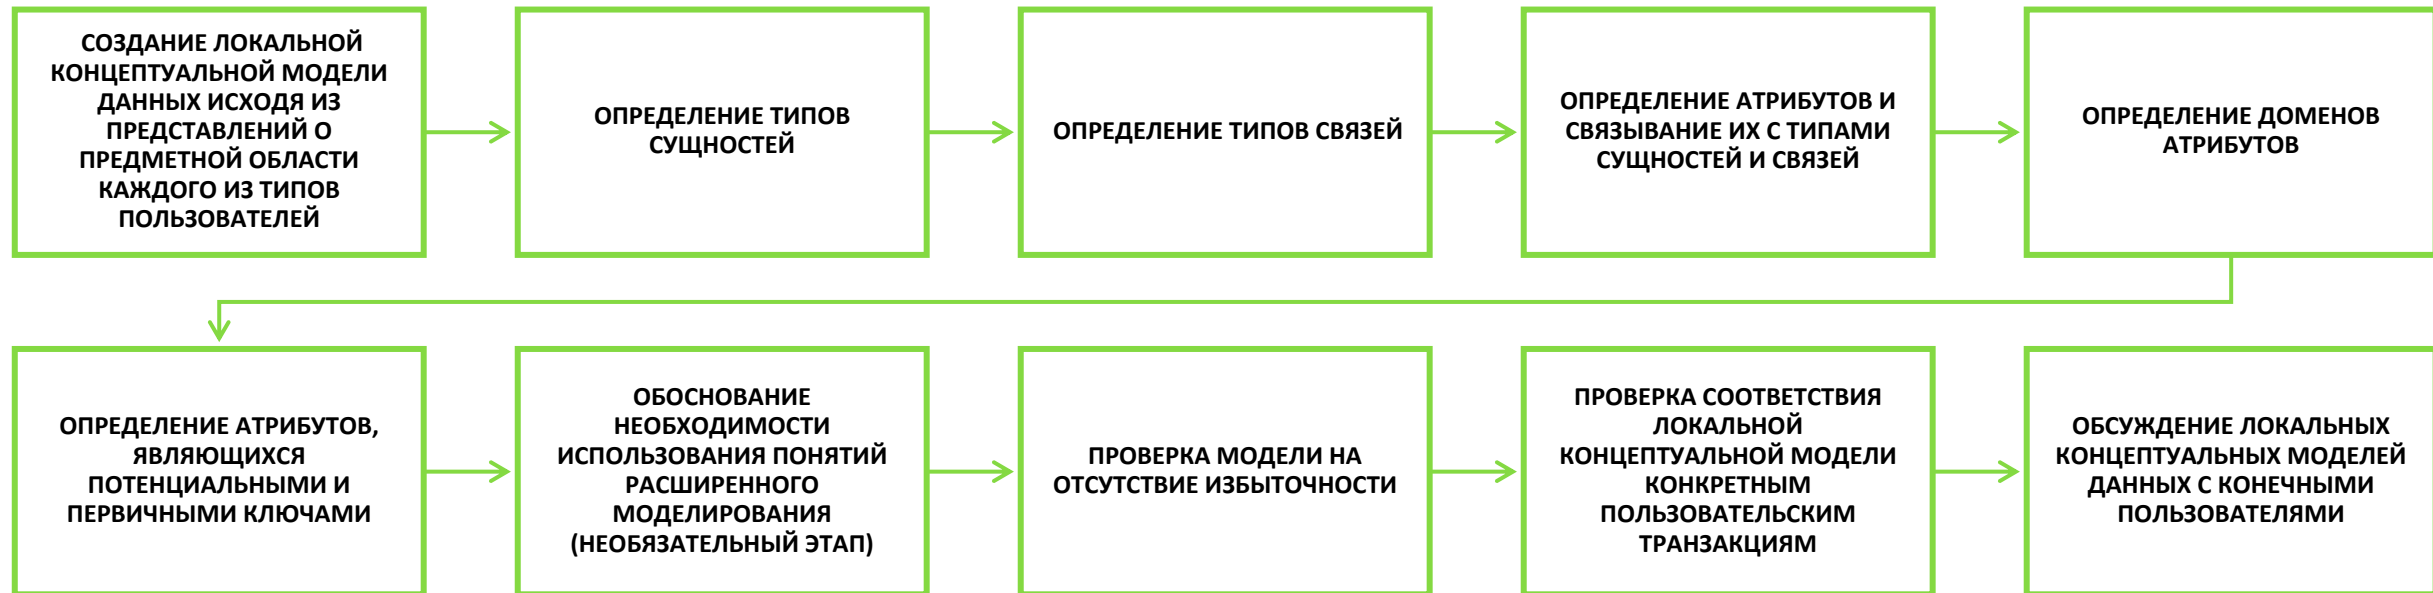 СОЗДАНИЕ ЛОКАЛЬНОЙ
КОНЦЕПТУАЛЬНОЙ МОДЕЛИ
ДАННЫХ ИСХОДЯ ИЗ
ПРЕДСТАВЛЕНИЙ О
ПРЕДМЕТНОЙ ОБЛАСТИ
КАЖДОГО ИЗ ТИПОВ
ПОЛЬЗОВАТЕЛЕЙ
ОПРЕДЕЛЕНИЕ ТИПОВ
СУЩНОСТЕЙ
ОПРЕДЕЛЕНИЕ ТИПОВ СВЯЗЕЙ
ОПРЕДЕЛЕНИЕ АТРИБУТОВ И
СВЯЗЫВАНИЕ ИХ С ТИПАМИ
СУЩНОСТЕЙ И СВЯЗЕЙ
ОПРЕДЕЛЕНИЕ ДОМЕНОВ
АТРИБУТОВ
ОПРЕДЕЛЕНИЕ АТРИБУТОВ,
ЯВЛЯЮЩИХСЯ
ПОТЕНЦИАЛЬНЫМИ И
ПЕРВИЧНЫМИ КЛЮЧАМИ
ОБОСНОВАНИЕ
НЕОБХОДИМОСТИ
ИСПОЛЬЗОВАНИЯ ПОНЯТИЙ
РАСШИРЕННОГО
МОДЕЛИРОВАНИЯ
(НЕОБЯЗАТЕЛЬНЫЙ ЭТАП)
ПРОВЕРКА МОДЕЛИ НА
ОТСУТСТВИЕ ИЗБЫТОЧНОСТИ
ПРОВЕРКА СООТВЕТСТВИЯ
ЛОКАЛЬНОЙ
КОНЦЕПТУАЛЬНОЙ МОДЕЛИ
КОНКРЕТНЫМ
ПОЛЬЗОВАТЕЛЬСКИМ
ТРАНЗАКЦИЯМ
ОБСУЖДЕНИЕ ЛОКАЛЬНЫХ
КОНЦЕПТУАЛЬНЫХ МОДЕЛЕЙ
ДАННЫХ С КОНЕЧНЫМИ
ПОЛЬЗОВАТЕЛЯМИ